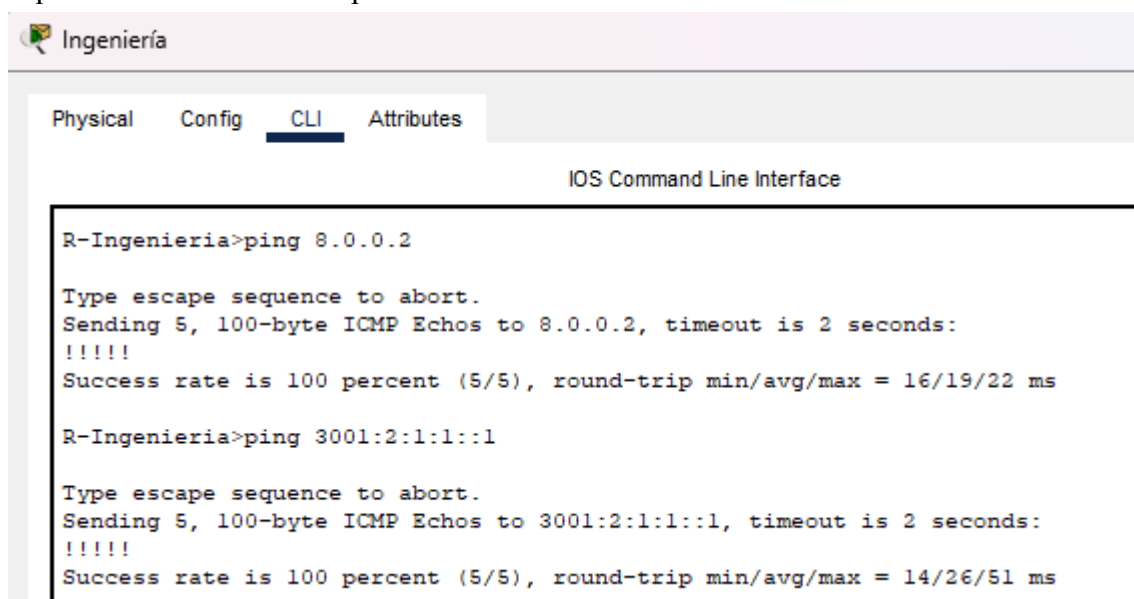 Ingeniería
Physical Config CLI Attributes
IOS Command Line Interface
R-Ingenieria>ping 8.0.0.2
Type escape sequence to abort.
Sending 5, 100-byte ICMP Echos to 8.0.0.2, timeout is 2 seconds:
!!!!!
Success rate is 100 percent (5/5), round-trip min/avg/max = 16/19/22 ms
R-Ingenieria>ping 3001:2:1:1::1
Type escape sequence to abort.
Sending 5, 100-byte ICMP Echos to 3001:2:1:1::1, timeout is 2 seconds:
!!!!!
Success rate is 100 percent (5/5), round-trip min/avg/max = 14/26/51 ms